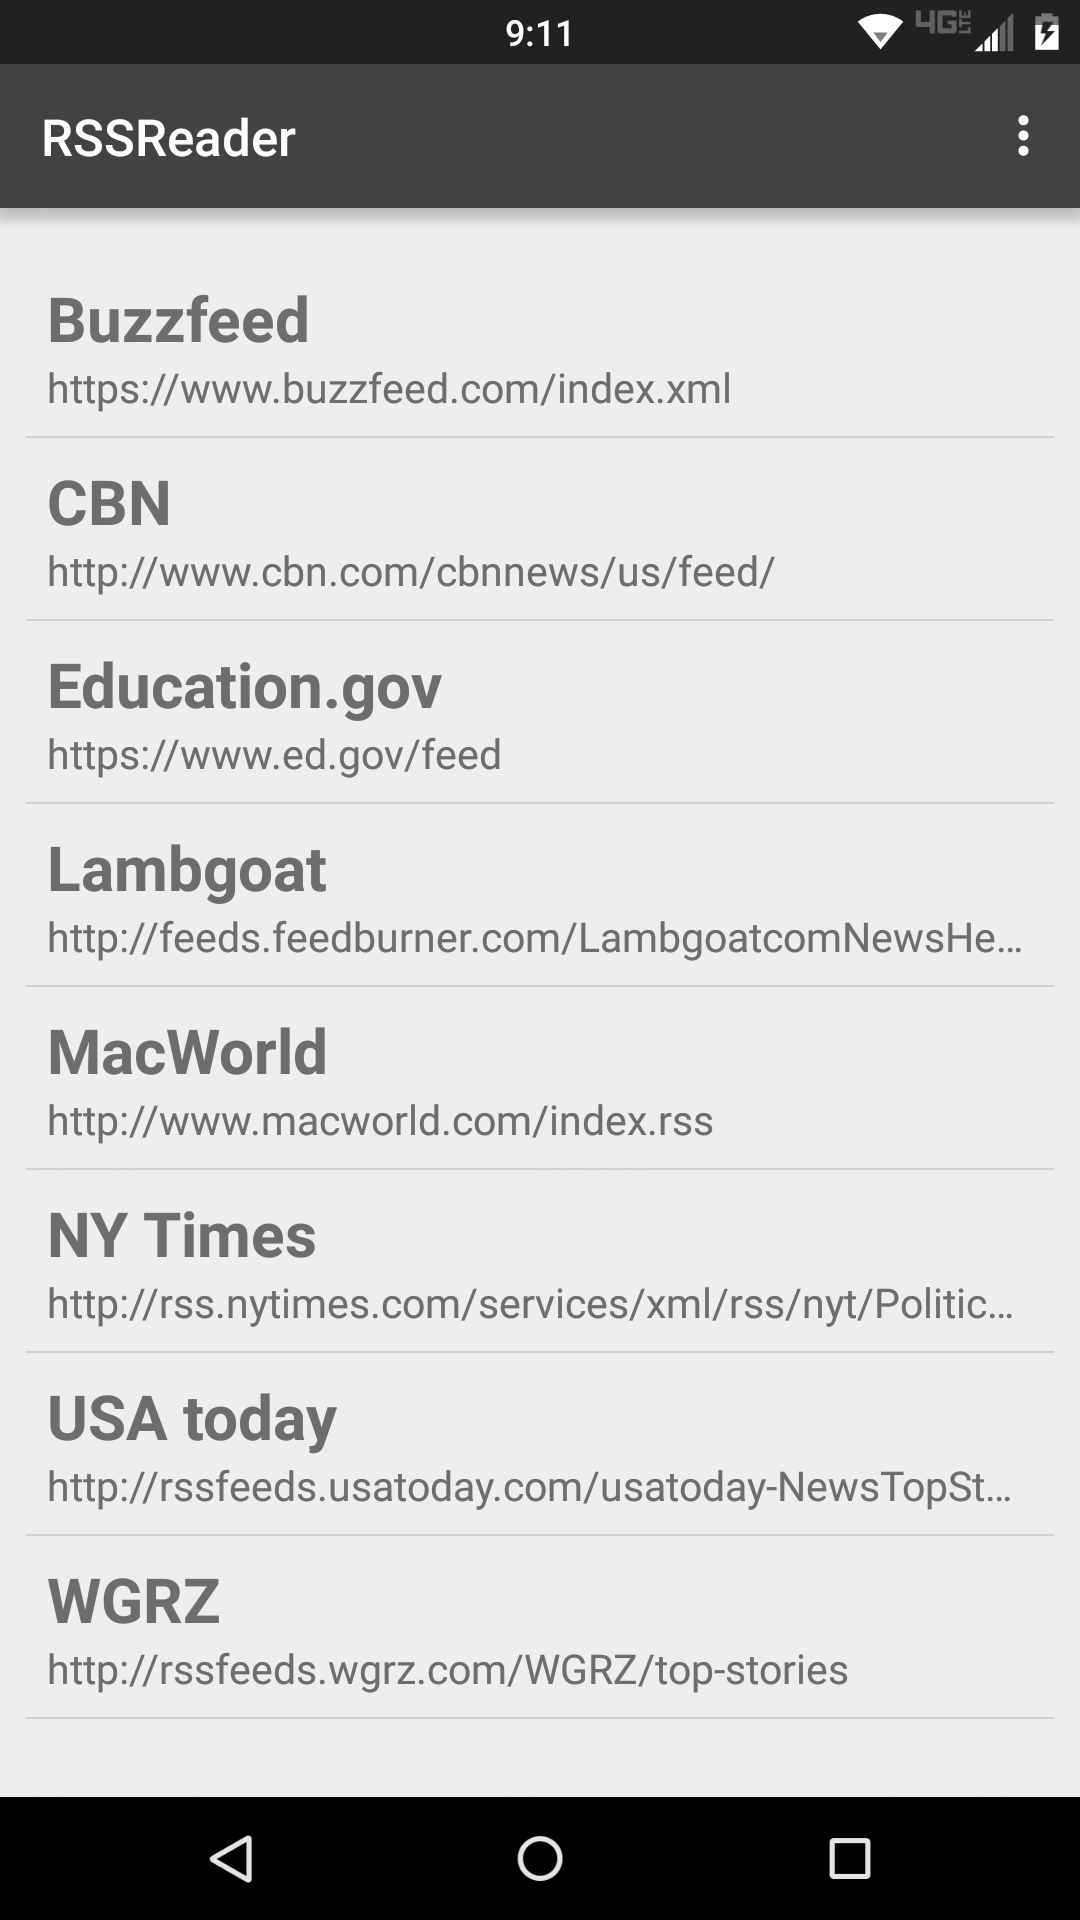 9:11
4G LTE
RSSReader
Buzzfeed
https://www.buzzfeed.com/index.xml
CBN
http://www.cbn.com/cbnnews/us/feed/
Education.gov
https://www.ed.gov/feed
Lambgoat
http://feeds.feedburner.com/LambgoatcomNewsHe…
MacWorld
http://www.macworld.com/index.rss
NY Times
http://rss.nytimes.com/services/xml/rss/nyt/Politic…
USA today
http://rssfeeds.usatoday.com/usatoday-NewsTopSt…
WGRZ
http://rssfeeds.wgrz.com/WGRZ/top-stories